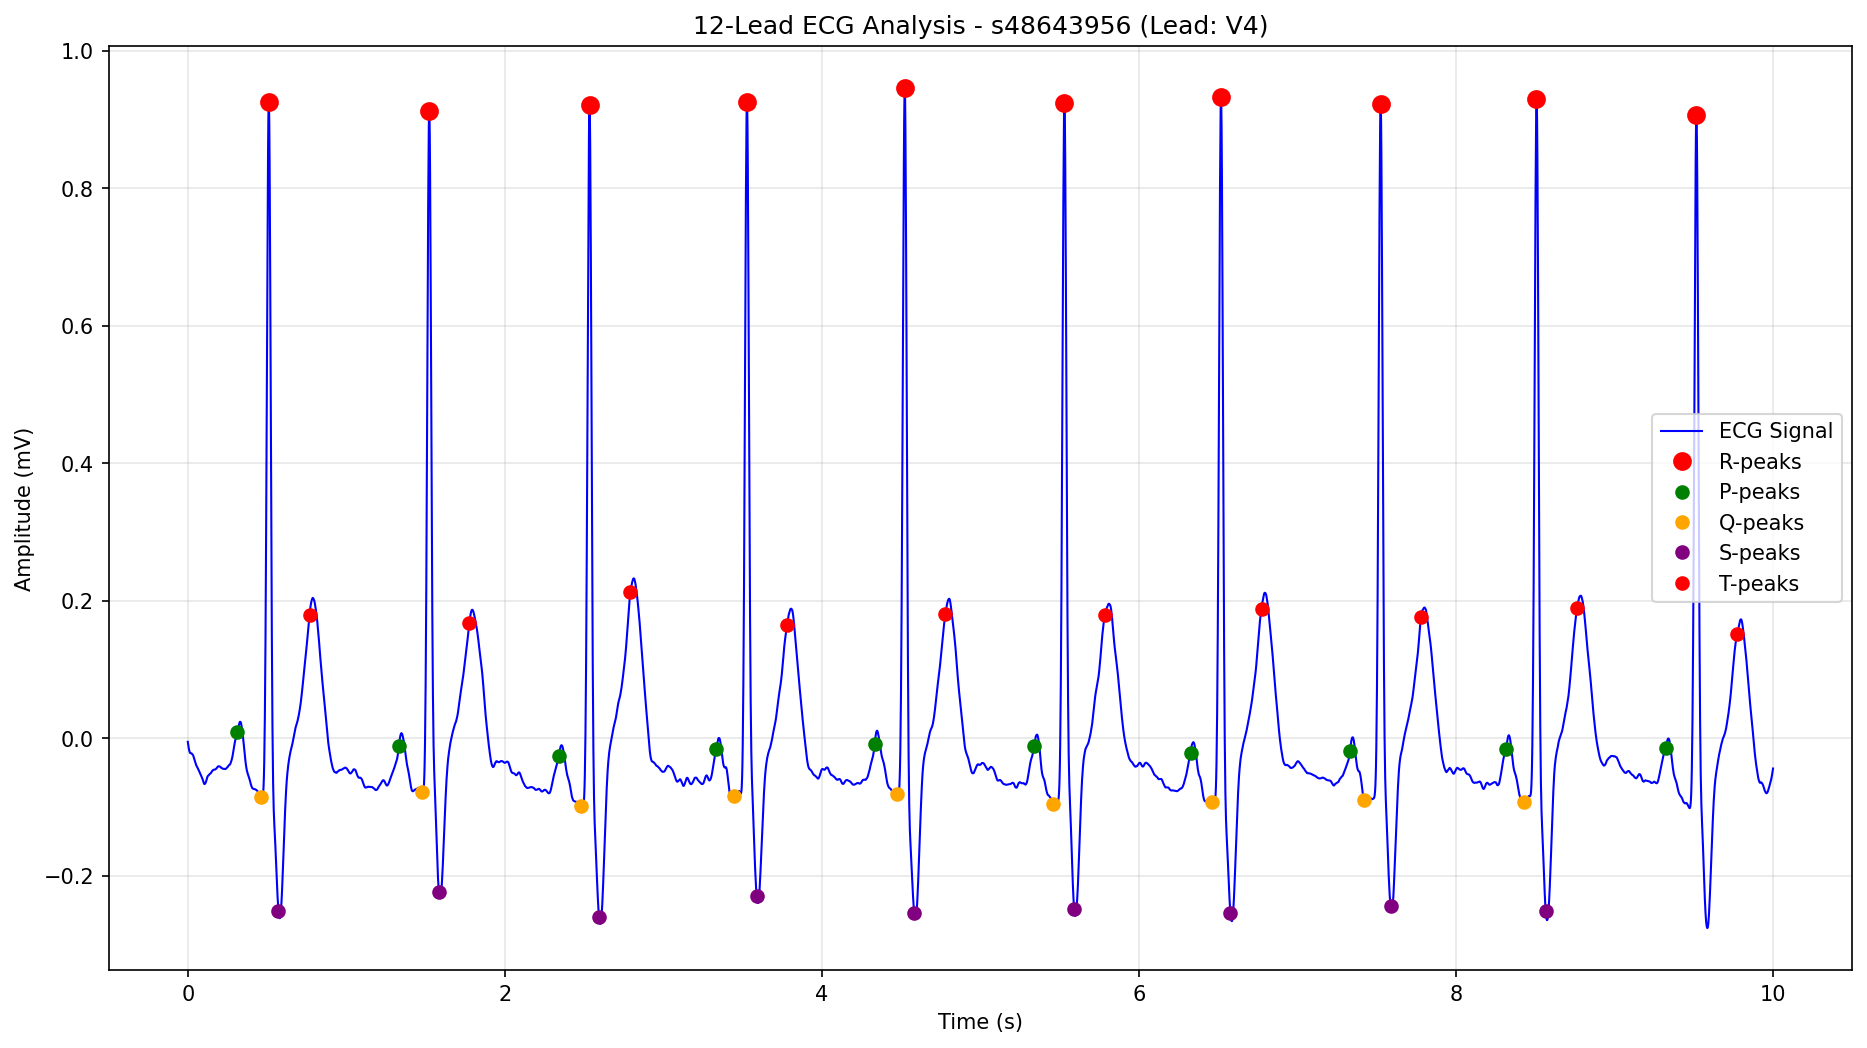 12-Lead ECG Analysis - s48643956 (Lead: V4)
1.0
0.8
0.6
0.4
0.2
0.0
−0.2
Amplitude (mV)
ECG Signal
R-peaks
P-peaks
Q-peaks
S-peaks
T-peaks
0 2 4 6 8 10
Time (s)